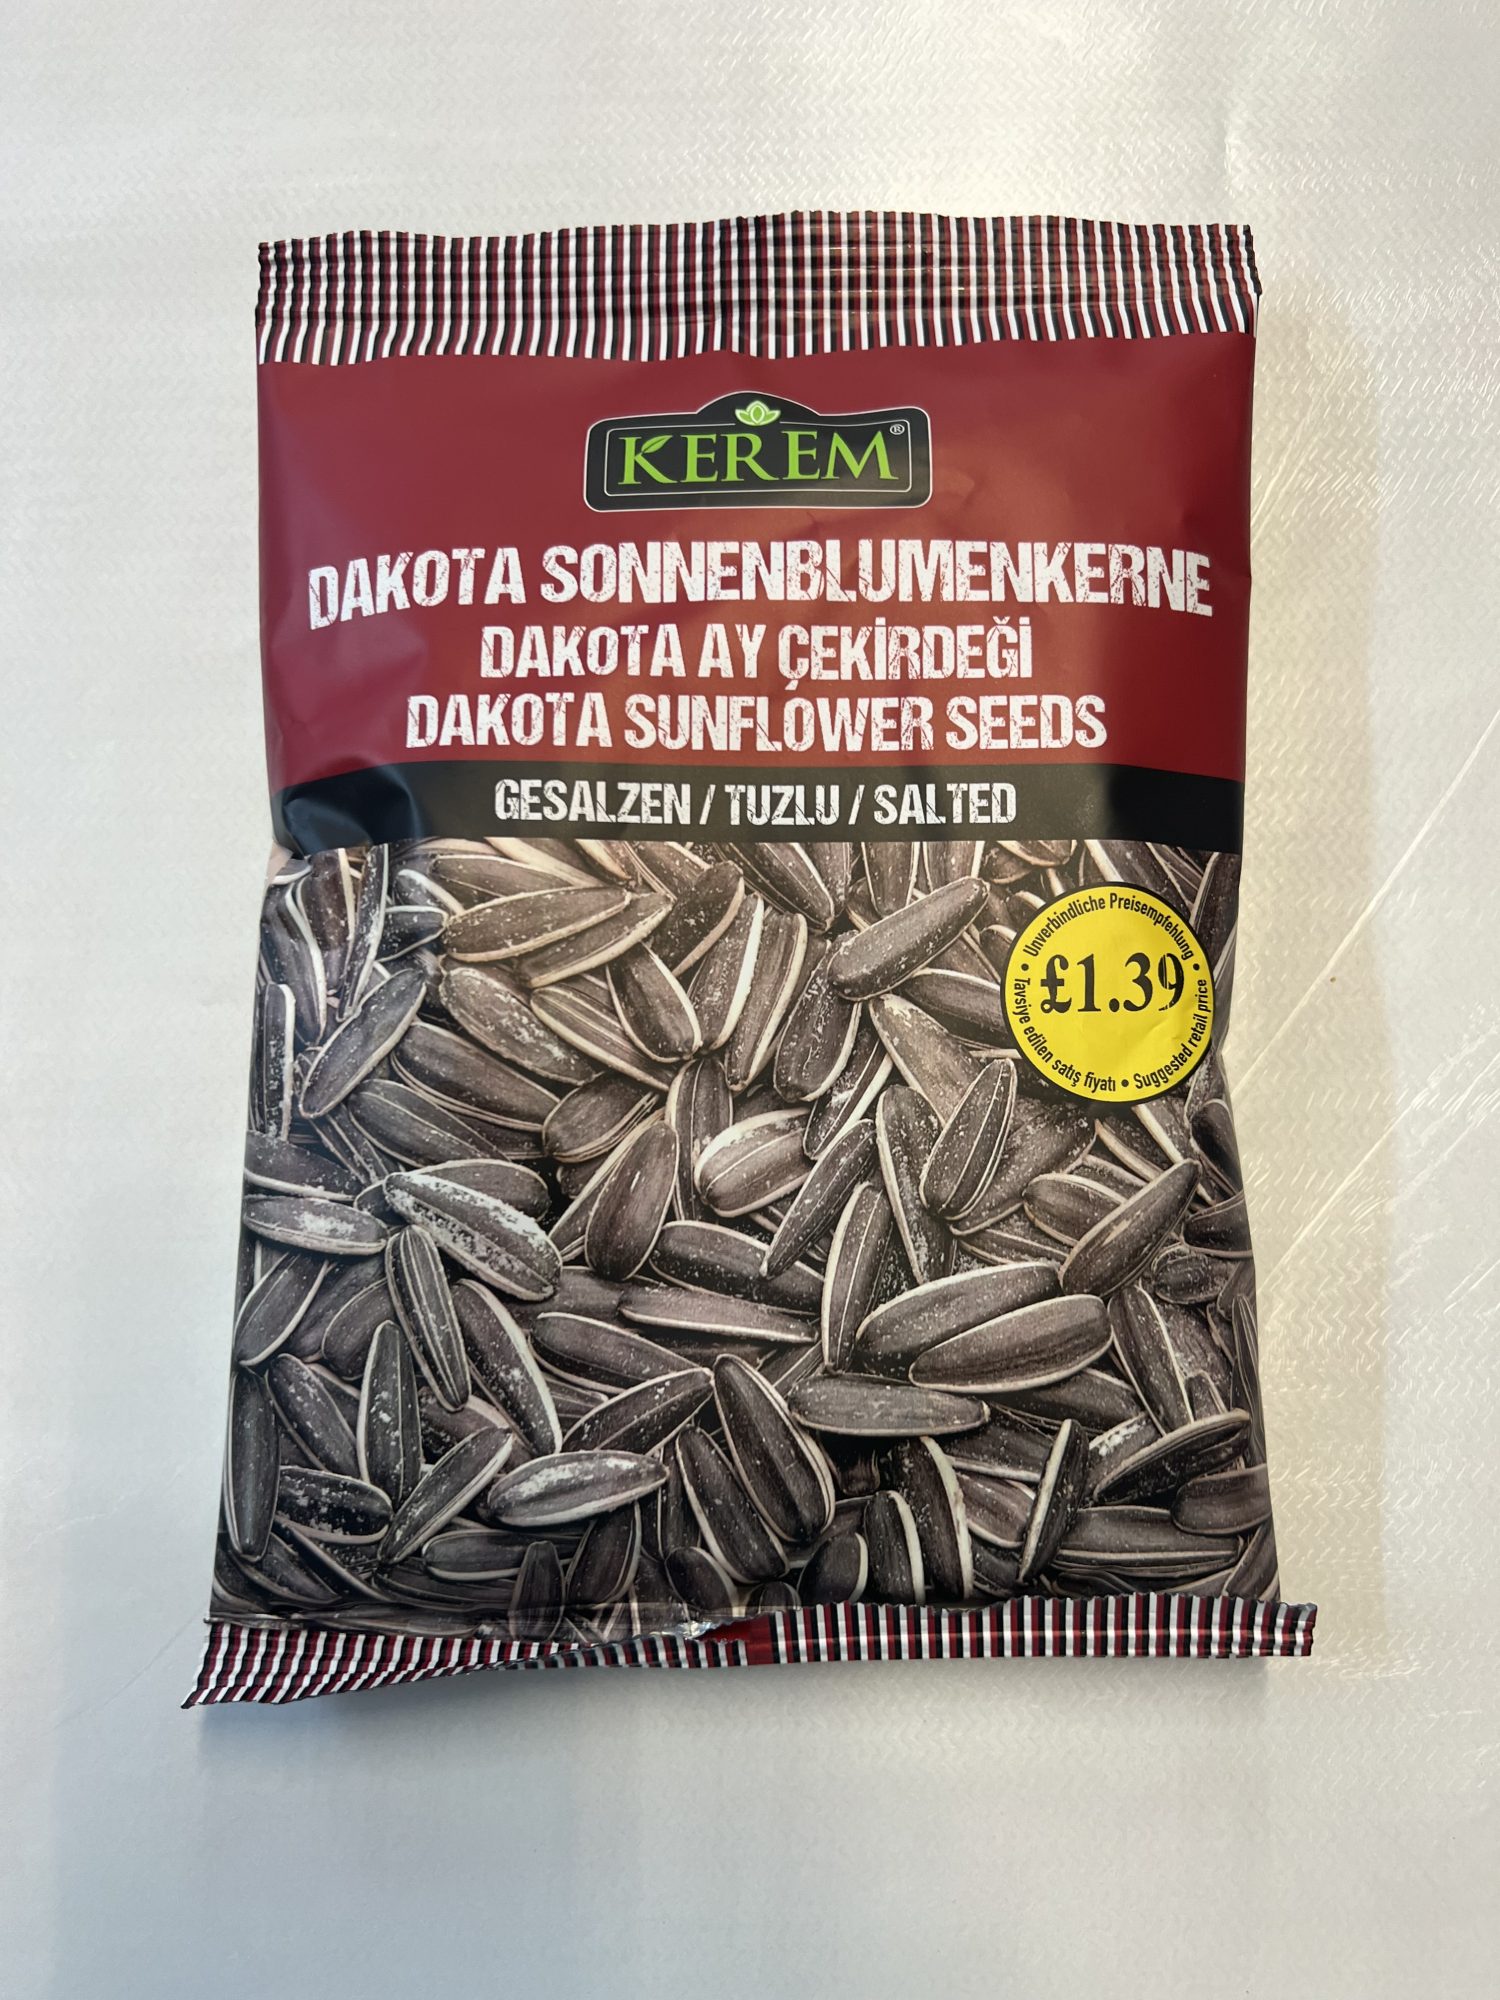 KEREM®
DAKOTA SONNENBLUMENKERNE
DAKOTA AY ÇEKİRDEĞİ
DAKOTA SUNFLOWER SEEDS
GESALZEN / TUZLU / SALTED
• Unverbindliche Preisempfehlung •
£1.39
Tavsiye edilen satış fiyatı • Suggested retail price